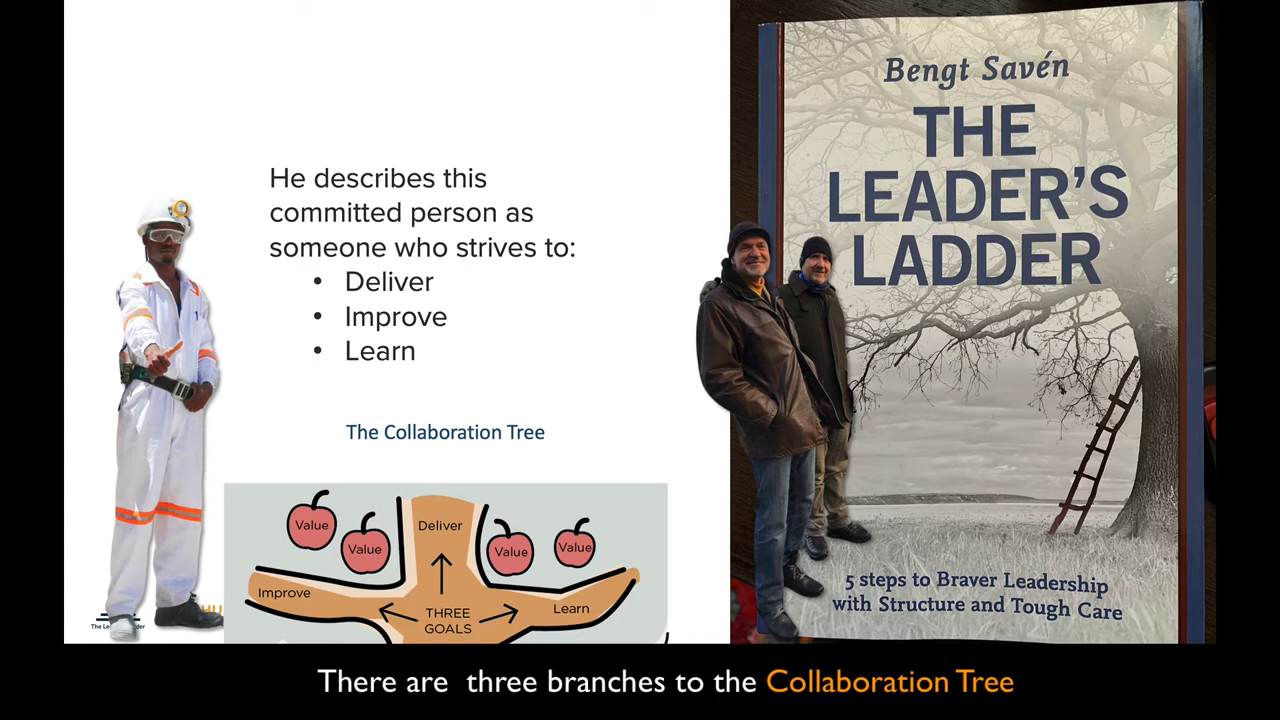 He describes this
committed person as
someone who strives to:
• Deliver
• Improve
• Learn
The Collaboration Tree
Value
Value
Deliver
Value
Value
Improve
THREE
GOALS
Learn
Bengt Savén
THE
LEADER'S
LADDER
5 steps to Braver Leadership
with Structure and Tough Care
There are three branches to the Collaboration Tree